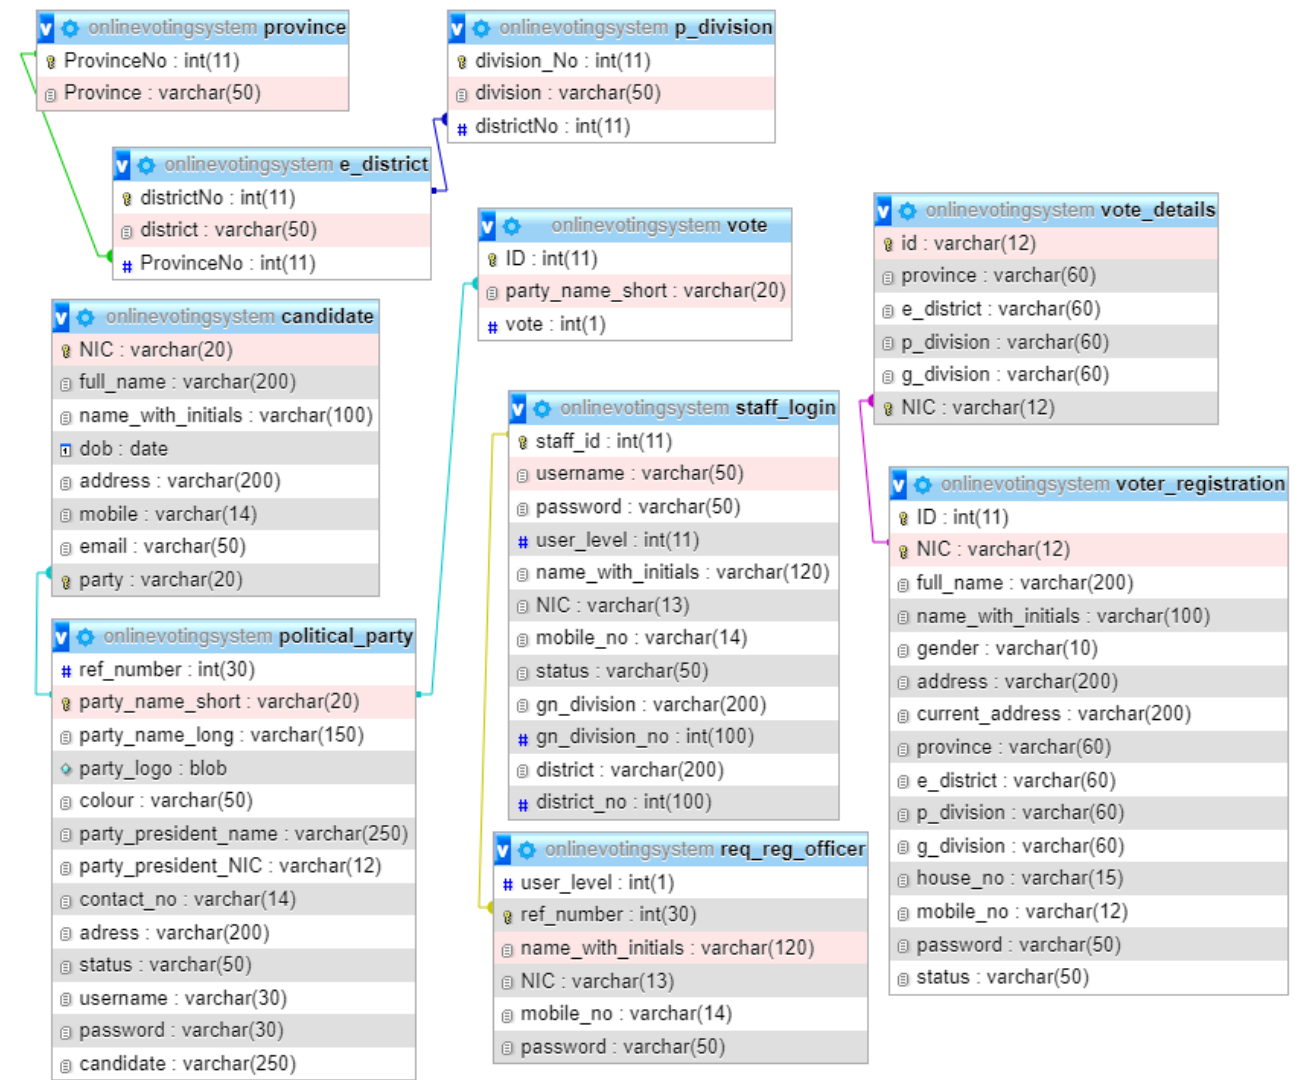 v onlinevotingsystem province
ProvinceNo : int(11)
Province : varchar(50)
v onlinevotingsystem p_division
division_No : int(11)
division : varchar(50)
# districtNo : int(11)
v onlinevotingsystem e_district
districtNo : int(11)
district : varchar(50)
# ProvinceNo : int(11)
v onlinevotingsystem vote
ID : int(11)
party_name_short : varchar(20)
# vote : int(1)
v onlinevotingsystem vote_details
id : varchar(12)
province : varchar(60)
e_district : varchar(60)
p_division : varchar(60)
g_division : varchar(60)
NIC : varchar(12)
v onlinevotingsystem candidate
NIC : varchar(20)
full_name : varchar(200)
name_with_initials : varchar(100)
dob : date
address : varchar(200)
mobile : varchar(14)
email : varchar(50)
party : varchar(20)
v onlinevotingsystem staff_login
staff_id : int(11)
username : varchar(50)
password : varchar(50)
# user_level : int(11)
name_with_initials : varchar(120)
NIC : varchar(13)
mobile_no : varchar(14)
status : varchar(50)
gn_division : varchar(200)
# gn_division_no : int(100)
district : varchar(200)
# district_no : int(100)
v onlinevotingsystem voter_registration
ID : int(11)
NIC : varchar(12)
full_name : varchar(200)
name_with_initials : varchar(100)
gender : varchar(10)
address : varchar(200)
current_address : varchar(200)
province : varchar(60)
e_district : varchar(60)
p_division : varchar(60)
g_division : varchar(60)
house_no : varchar(15)
mobile_no : varchar(12)
password : varchar(50)
status : varchar(50)
v onlinevotingsystem political_party
# ref_number : int(30)
party_name_short : varchar(20)
party_name_long : varchar(150)
party_logo : blob
colour : varchar(50)
party_president_name : varchar(250)
party_president_NIC : varchar(12)
contact_no : varchar(14)
adress : varchar(200)
status : varchar(50)
username : varchar(30)
password : varchar(30)
candidate : varchar(250)
v onlinevotingsystem req_reg_officer
# user_level : int(1)
ref_number : int(30)
name_with_initials : varchar(120)
NIC : varchar(13)
mobile_no : varchar(14)
password : varchar(50)